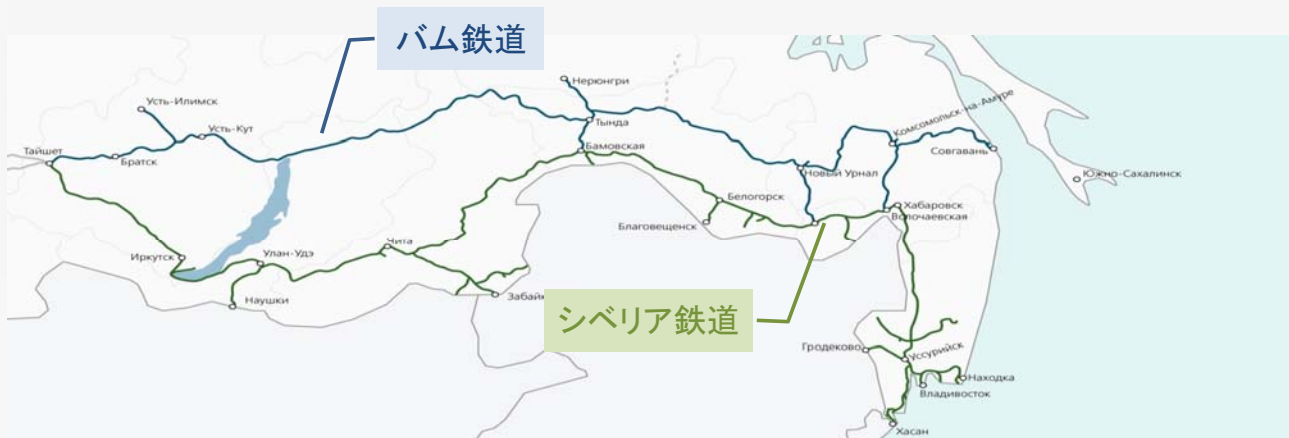 バム鉄道
Нерюнгри
Усть-Илимск
Комсомольск-на-Амуре
Усть-Кут
Тында
Тайшет
Братск
Бамовская
Совгавань
Новый Урнал
Южно-Сахалинск
Белогорск
Хабаровск
Волочаевская
Благовещенск
Чита
Иркутск
Улан-Удэ
Наушки
Забайк
シベリア鉄道
Гродеково
Уссурийск
Находка
Владивосток
Хасан